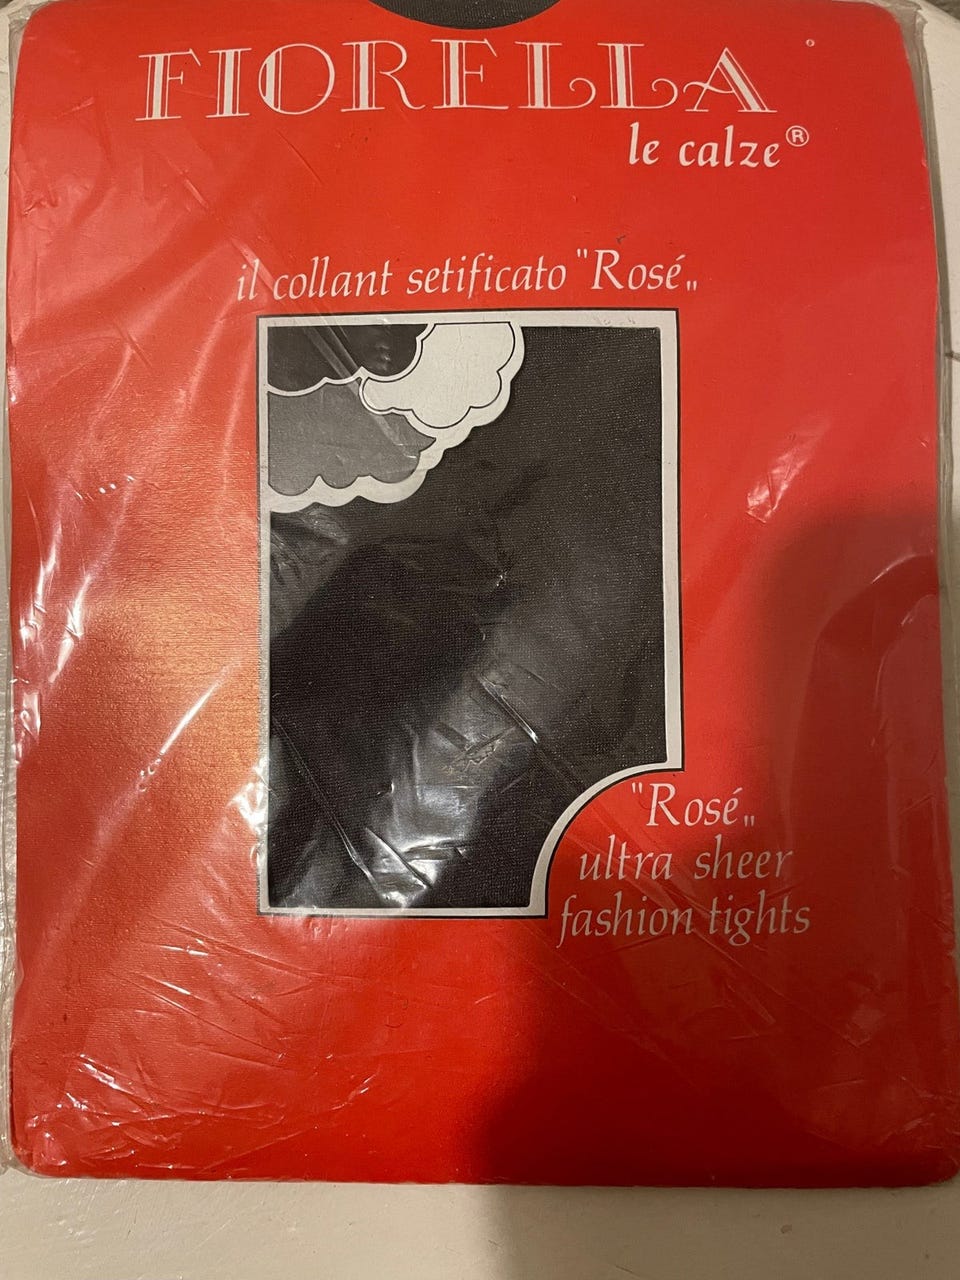 FIORELLA
le calze®
il collant setificato "Rosé„
"Rosé„
ultra sheer
fashion tights